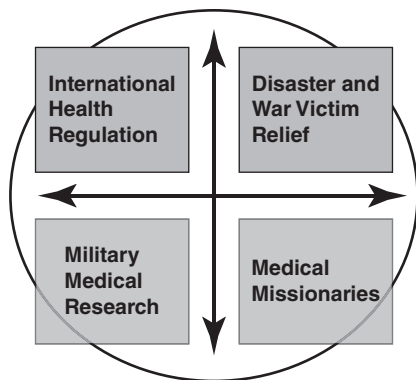 International
Health
Regulation
Disaster and
War Victim
Relief
Military
Medical
Research
Medical
Missionaries